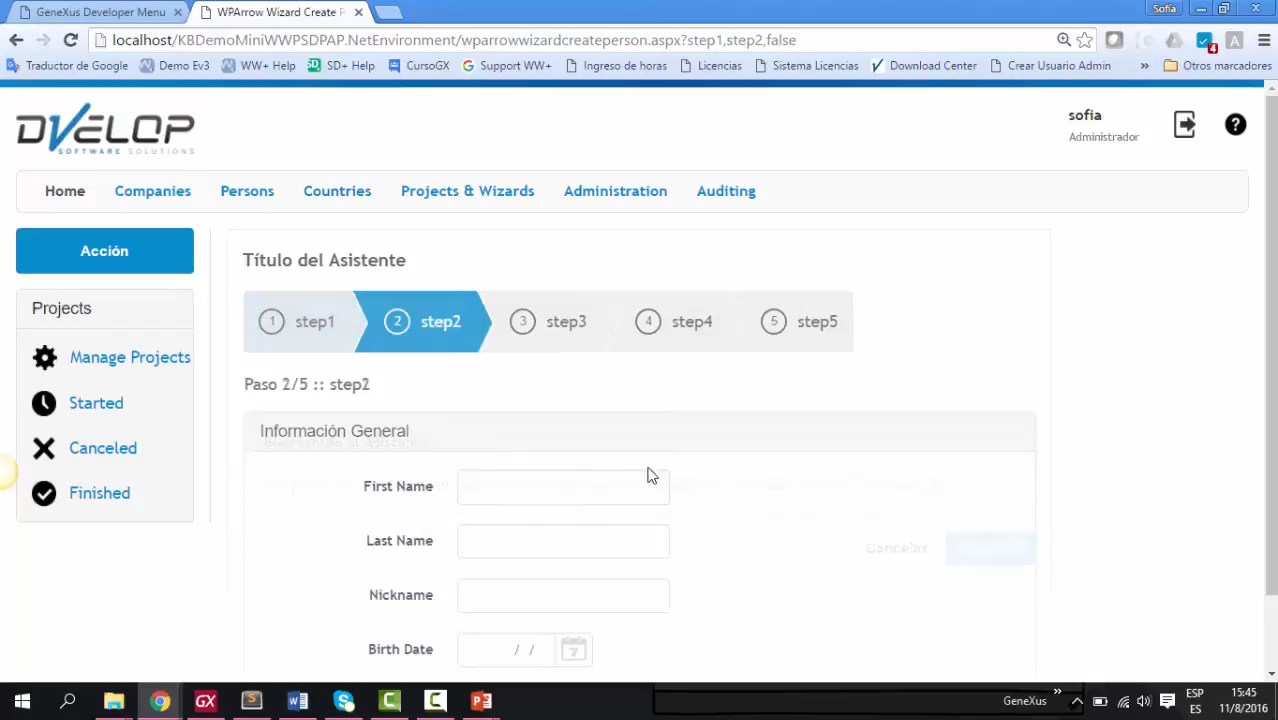 GeneXus Developer Menu
WPArrow Wizard Create P
Sofía
localhost/KBDemoMiniWWPSDPAP.NetEnvironment/wparrowwizardcreateperson.aspx?step1,step2,false
Traductor de Google
Demo Ev3
WW+ Help
SD+ Help
CursoGX
Support WW+
Ingreso de horas
Licencias
Sistema Licencias
Download Center
Crear Usuario Admin
»
Otros marcadores
DVELOP
SOFTWARE SOLUTIONS
sofia
Administrador
Home
Companies
Persons
Countries
Projects & Wizards
Administration
Auditing
Acción
Projects
Manage Projects
Started
Canceled
Finished
Título del Asistente
1 step1
2 step2
3 step3
4 step4
5 step5
Paso 2/5 :: step2
Información General
First Name
Last Name
Nickname
Birth Date
/ /
7
Cancelar
GeneXus
»
ESP
ES
15:45
11/8/2016